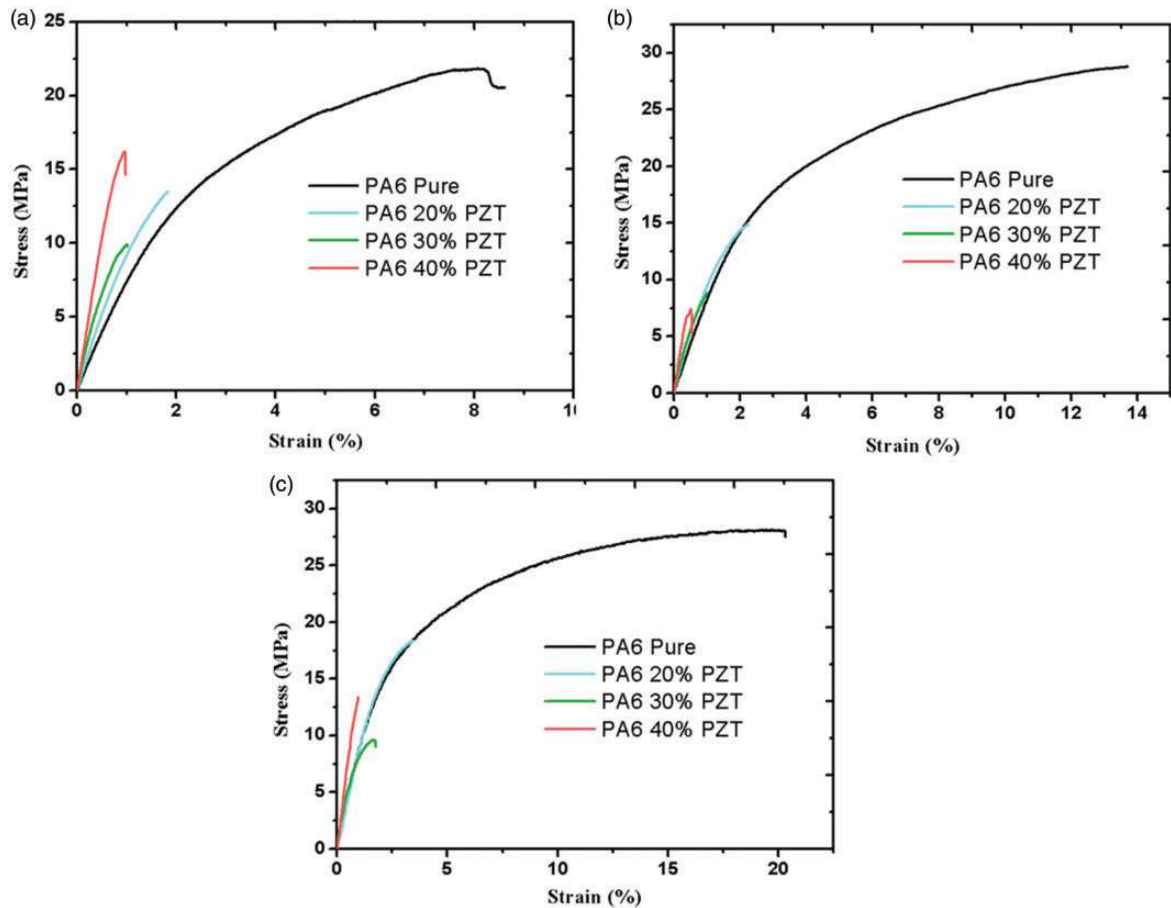 (a)
25
20
15
10
5
0
Stress (MPa)
PA6 Pure
PA6 20% PZT
PA6 30% PZT
PA6 40% PZT
0 2 4 6 8 10
Strain (%)
(b)
30
25
20
15
10
5
0
Stress (MPa)
PA6 Pure
PA6 20% PZT
PA6 30% PZT
PA6 40% PZT
0 2 4 6 8 10 12 14
Strain (%)
(c)
30
25
20
15
10
5
0
Stress (MPa)
PA6 Pure
PA6 20% PZT
PA6 30% PZT
PA6 40% PZT
0 5 10 15 20
Strain (%)